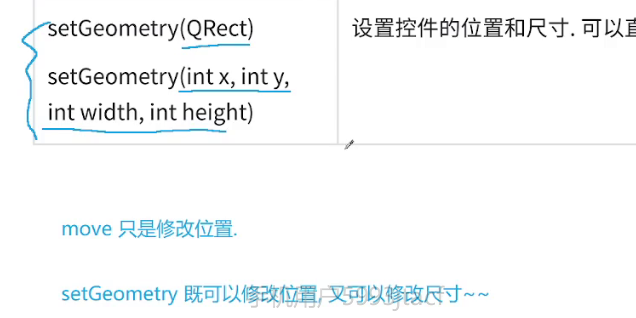 setGeometry(QRect)
设置控件的位置和尺寸. 可以直
setGeometry(int x, int y,
int width, int height)
move 只是修改位置.
setGeometry 既可以修改位置, 又可以修改尺寸~~